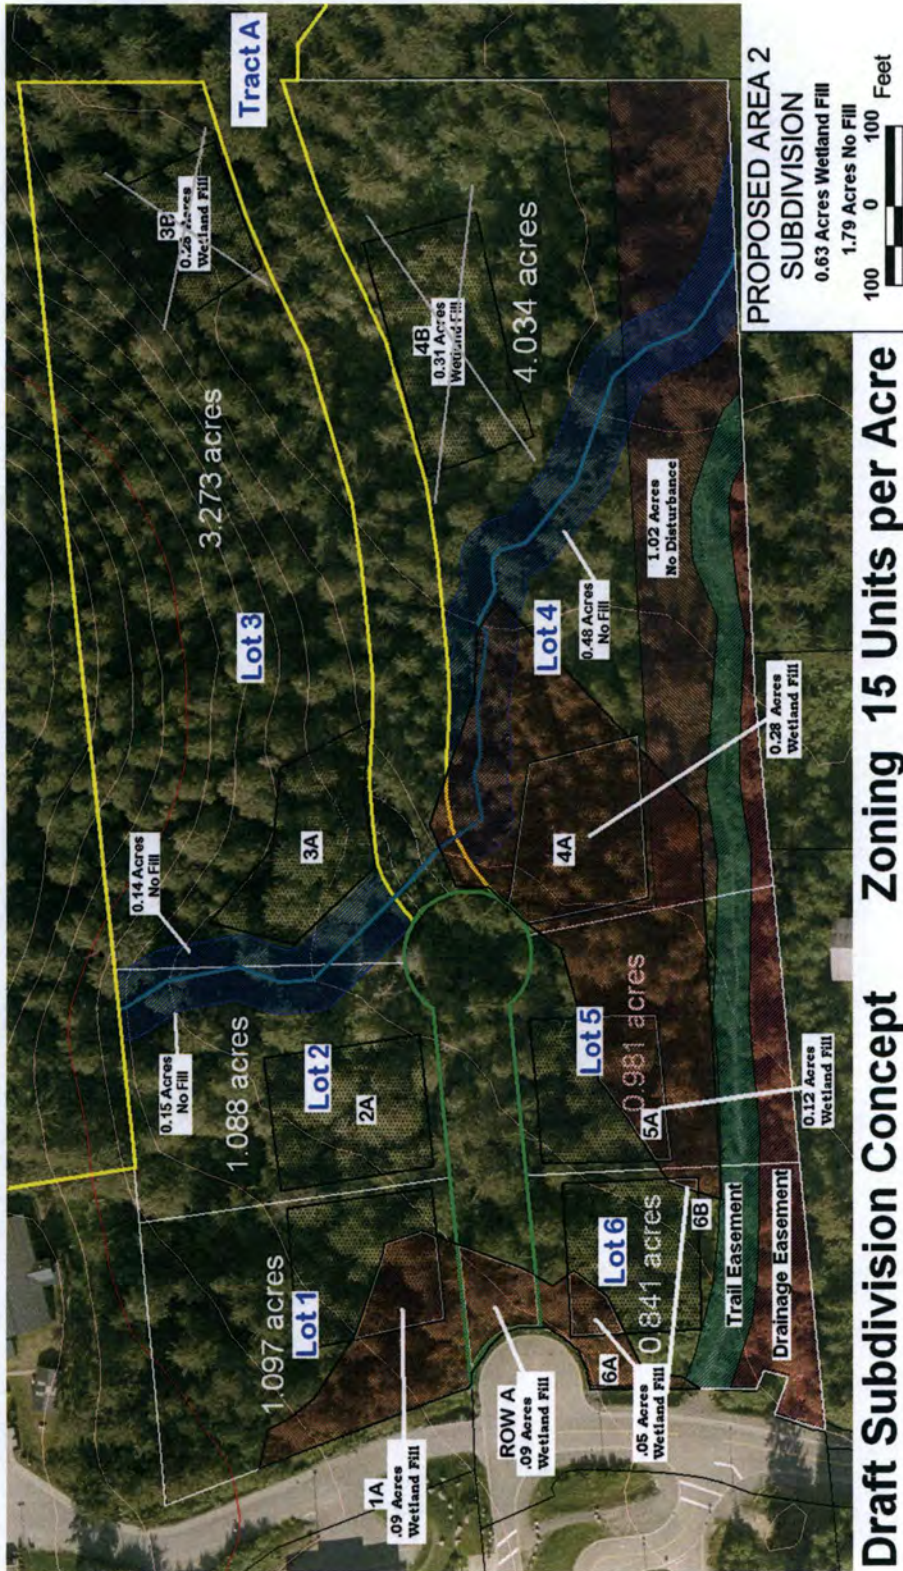 Tract A
3B
0.28 Acres
Wetland Fill
4B
0.31 Acres
Wetland Fill
4.034 acres
3.273 acres
Lot 3
0.14 Acres
No Fill
3A
0.15 Acres
No Fill
1.088 acres
Lot 2
2A
1.097 acres
Lot 1
1A
.09 Acres
Wetland Fill
ROW A
.09 Acres
Wetland Fill
Lot 4
0.48 Acres
No Fill
1.02 Acres
No Disturbance
4A
0.28 Acres
Wetland Fill
Lot 5
0.981 acres
5A
0.12 Acres
Wetland Fill
Lot 6
0.841 acres
6A
6B
.05 Acres
Wetland Fill
Trail Easement
Drainage Easement
PROPOSED AREA 2
SUBDIVISION
0.63 Acres Wetland Fill
1.79 Acres No Fill
100 0 100 Feet
Draft Subdivision Concept Zoning 15 Units per Acre